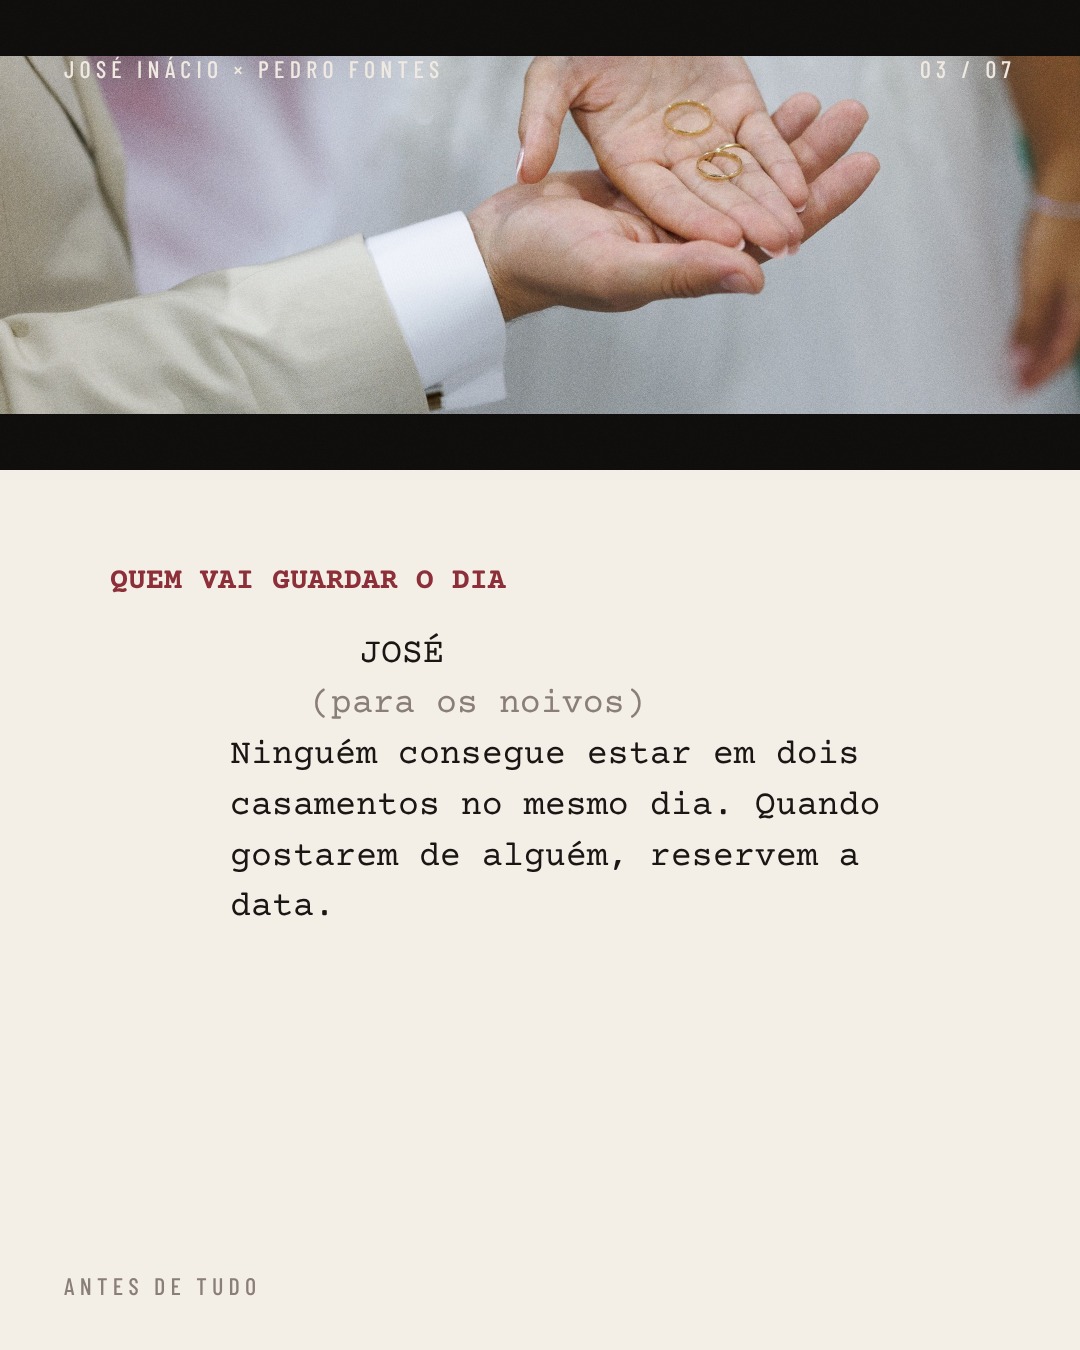 JOSÉ INÁCIO × PEDRO FONTES
03 / 07
QUEM VAI GUARDAR O DIA
JOSÉ
(para os noivos)
Ninguém consegue estar em dois
casamentos no mesmo dia. Quando
gostarem de alguém, reservem a
data.
ANTES DE TUDO